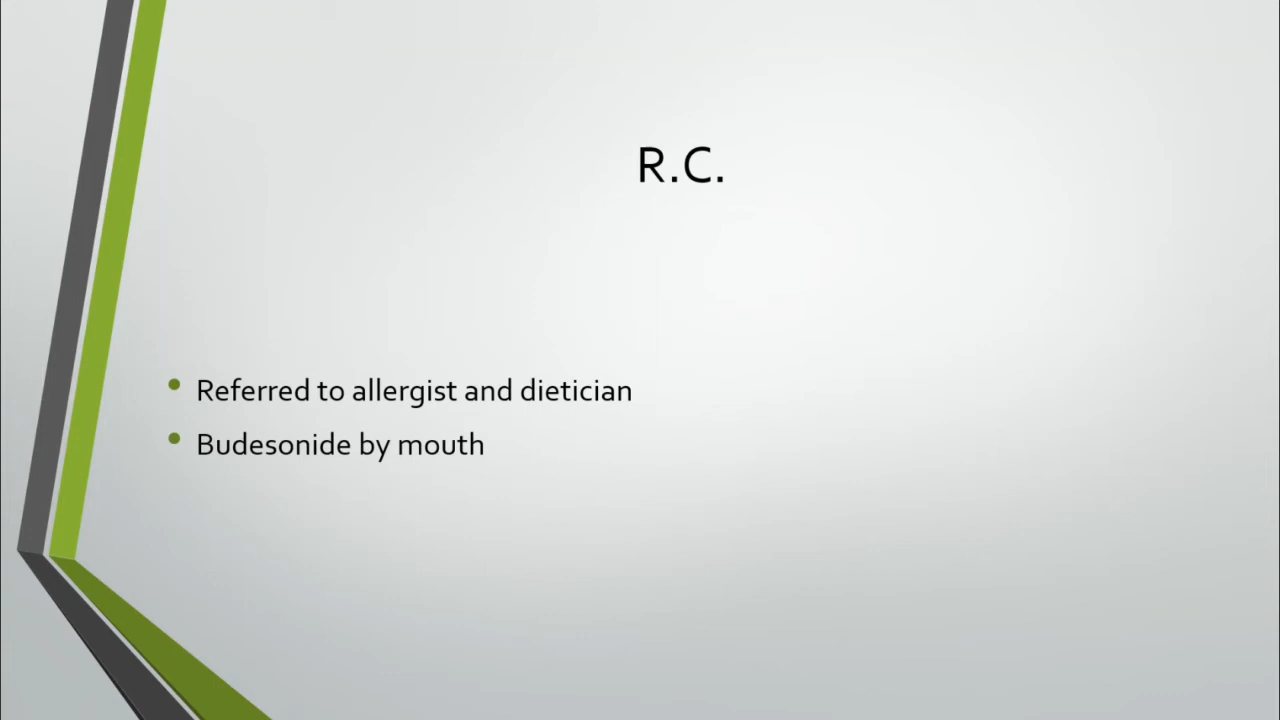 R.C.
Referred to allergist and dietician
Budesonide by mouth